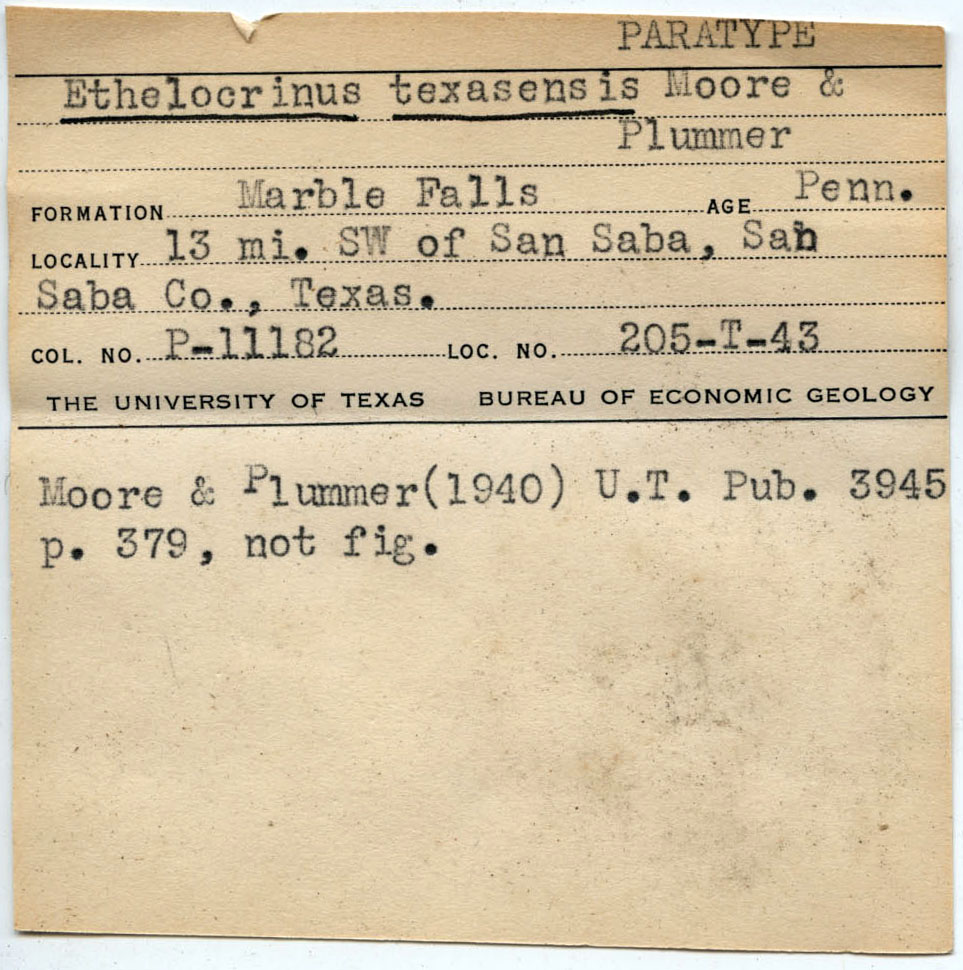 PARATYPE
Ethelocrinus texasensis Moore &
Plummer
FORMATION Marble Falls AGE Penn.
LOCALITY 13 mi. SW of San Saba, San
Saba Co., Texas.
COL. NO. P-11182 LOC. NO. 205-T-43
THE UNIVERSITY OF TEXAS BUREAU OF ECONOMIC GEOLOGY
Moore & Plummer(1940) U.T. Pub. 3945
p. 379, not fig.